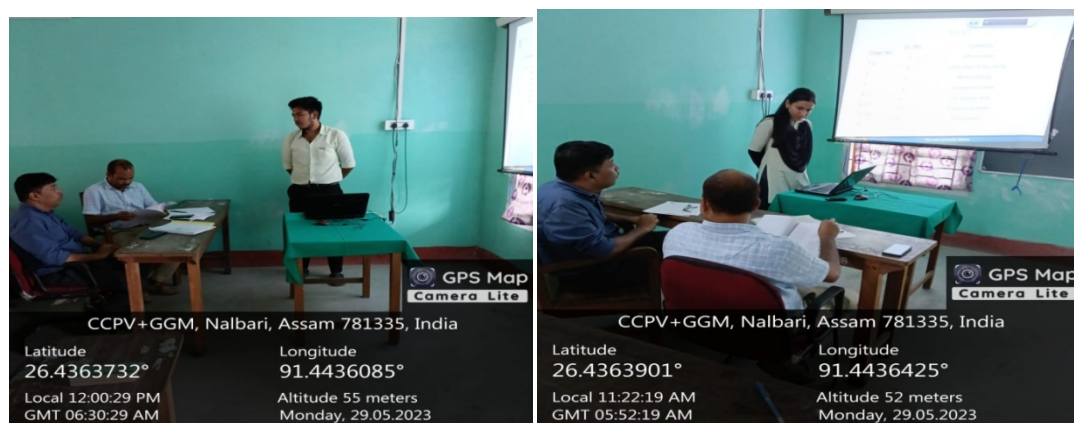 GPS Map
Camera Lite
CCPV+GGM, Nalbari, Assam 781335, India
Latitude
26.4363732°
Longitude
91.4436085°
Local 12:00:29 PM
GMT 06:30:29 AM
Altitude 55 meters
Monday, 29.05.2023
GPS Map
Camera Lite
CCPV+GGM, Nalbari, Assam 781335, India
Latitude
26.4363901°
Longitude
91.4436425°
Local 11:22:19 AM
GMT 05:52:19 AM
Altitude 52 meters
Monday, 29.05.2023